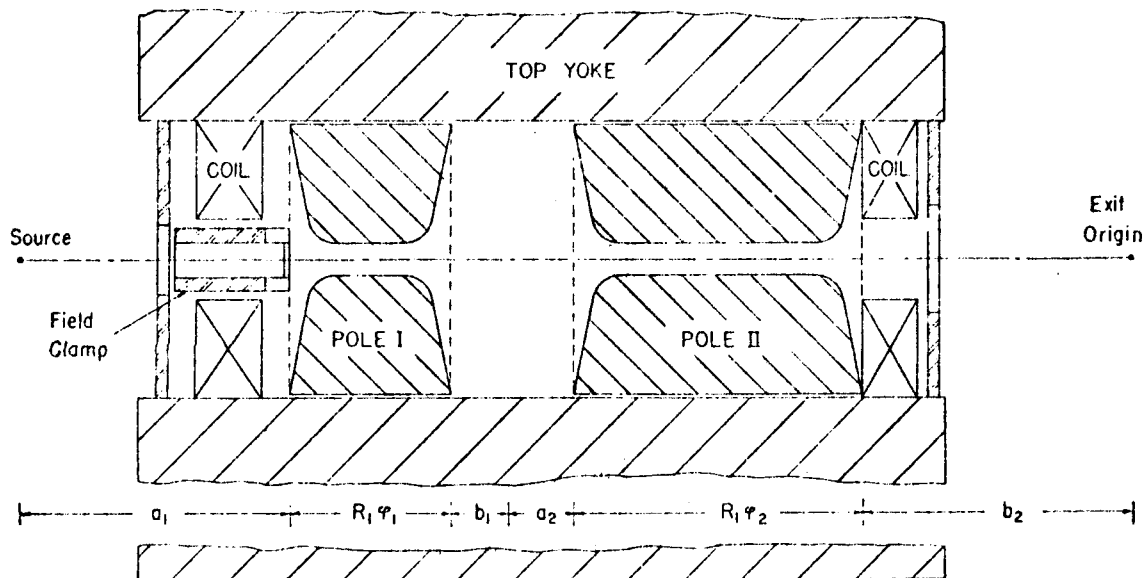 TOP YOKE
COIL
COIL
Source
Exit
Origin
Field
Clamp
POLE I
POLE II
a₁
R₁φ₁
b₁
a₂
R₁φ₂
b₂